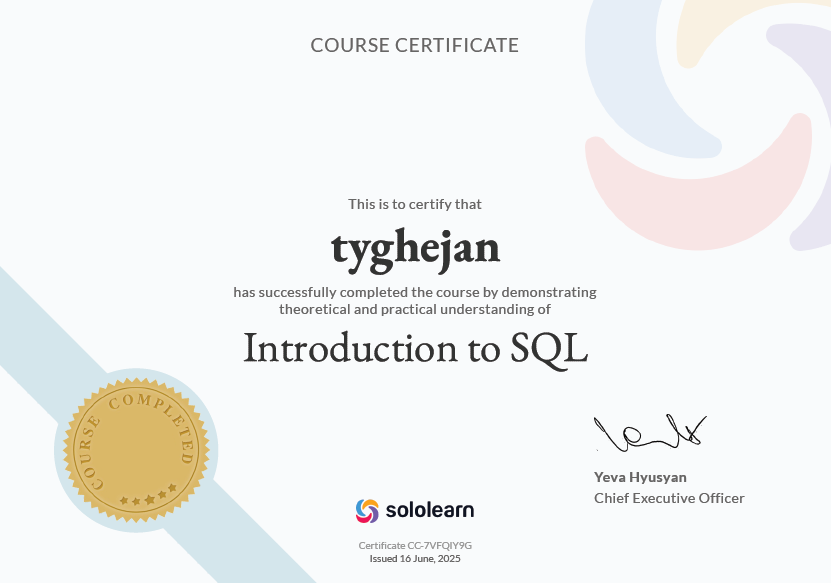 COURSE CERTIFICATE
This is to certify that
tyghejan
has successfully completed the course by demonstrating
theoretical and practical understanding of
Introduction to SQL
COURSE COMPLETED
Yeva Hyusyan
Chief Executive Officer
sololearn
Certificate CC-7VFQIY9G
Issued 16 June, 2025